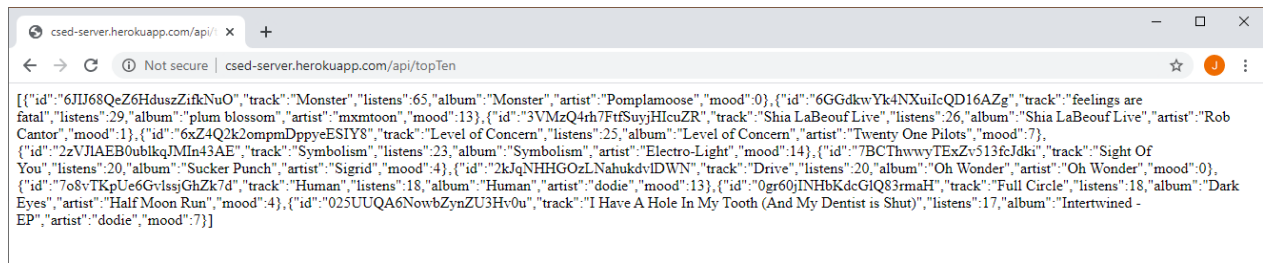 csed-server.herokuapp.com/api/t
Not secure | csed-server.herokuapp.com/api/topTen
J
[{"id":"6JIJ68QeZ6HduszZifkNuO","track":"Monster","listens":65,"album":"Monster","artist":"Pomplamoose","mood":0},{"id":"6GGdkwYk4NXuiIcQD16AZg","track":"feelings are
fatal","listens":29,"album":"plum blossom","artist":"mxmtoon","mood":13},{"id":"3VMzQ4rh7FtfSuyjHIcuZR","track":"Shia LaBeouf Live","listens":26,"album":"Shia LaBeouf Live","artist":"Rob
Cantor","mood":1},{"id":"6xZ4Q2k2ompmDppyeESIY8","track":"Level of Concern","listens":25,"album":"Level of Concern","artist":"Twenty One Pilots","mood":7},
{"id":"2zVJlAEB0ublkqJMIn43AE","track":"Symbolism","listens":23,"album":"Symbolism","artist":"Electro-Light","mood":14},{"id":"7BCThwwyTExZv513fcJdki","track":"Sight Of
You","listens":20,"album":"Sucker Punch","artist":"Sigrid","mood":4},{"id":"2kJqNHHGOzLNahukdvlDWN","track":"Drive","listens":20,"album":"Oh Wonder","artist":"Oh Wonder","mood":0},
{"id":"7o8vTKpUe6GvlssjGhZk7d","track":"Human","listens":18,"album":"Human","artist":"dodie","mood":13},{"id":"0gr60jINHbKdcGlQ83rmaH","track":"Full Circle","listens":18,"album":"Dark
Eyes","artist":"Half Moon Run","mood":4},{"id":"025UUQA6NowbZynZU3Hv0u","track":"I Have A Hole In My Tooth (And My Dentist is Shut)","listens":17,"album":"Intertwined -
EP","artist":"dodie","mood":7}]